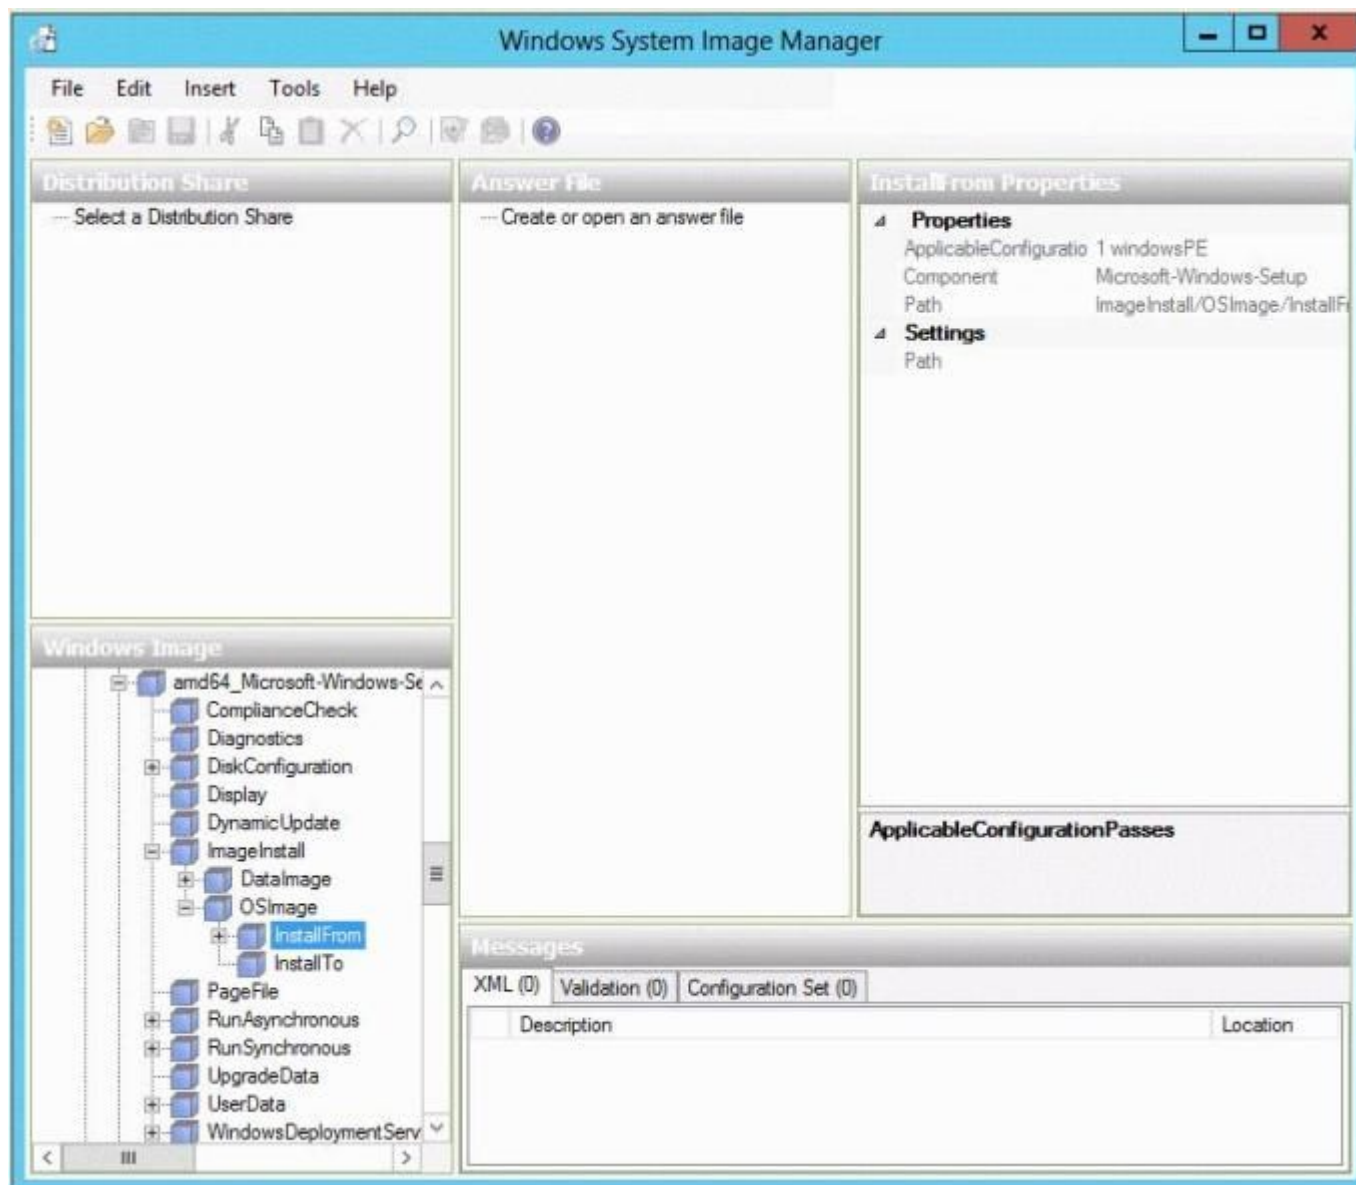 Windows System Image Manager
File Edit Insert Tools Help
Distribution Share
Select a Distribution Share
Answer File
Create or open an answer file
InstallFrom Properties
Properties
ApplicableConfiguratio 1 windowsPE
Component Microsoft-Windows-Setup
Path ImageInstall/OSImage/InstallFr
Settings
Path
ApplicableConfigurationPasses
Windows Image
amd64_Microsoft-Windows-Se
ComplianceCheck
Diagnostics
DiskConfiguration
Display
DynamicUpdate
ImageInstall
DataImage
OSImage
InstallFrom
InstallTo
PageFile
RunAsynchronous
RunSynchronous
UpgradeData
UserData
WindowsDeploymentServ
Messages
XML (0) Validation (0) Configuration Set (0)
Description Location